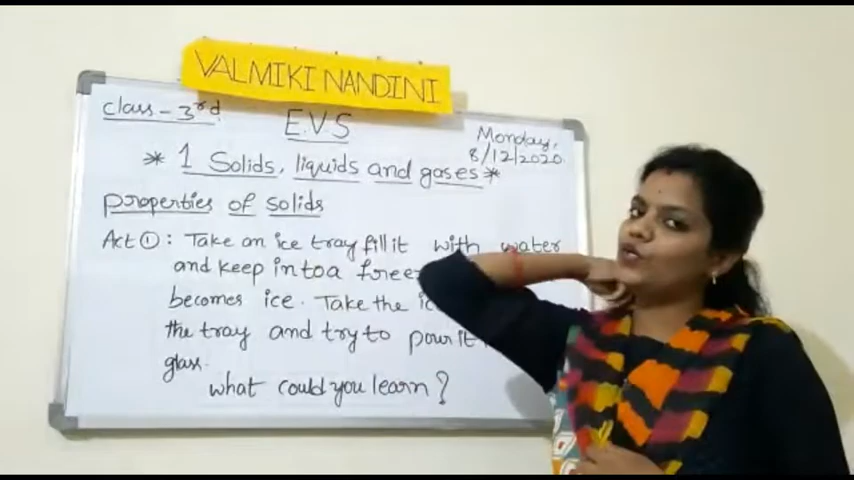 VALMIKI NANDINI
class - 3rd
E.V.S
Monday,
8/12/2020
* 1 Solids, liquids and gases *
properties of solids
Act ①: Take an ice tray fill it with water
and keep in to a
becomes ice. Take the
the tray and try to pour it
glass.
what could you learn?